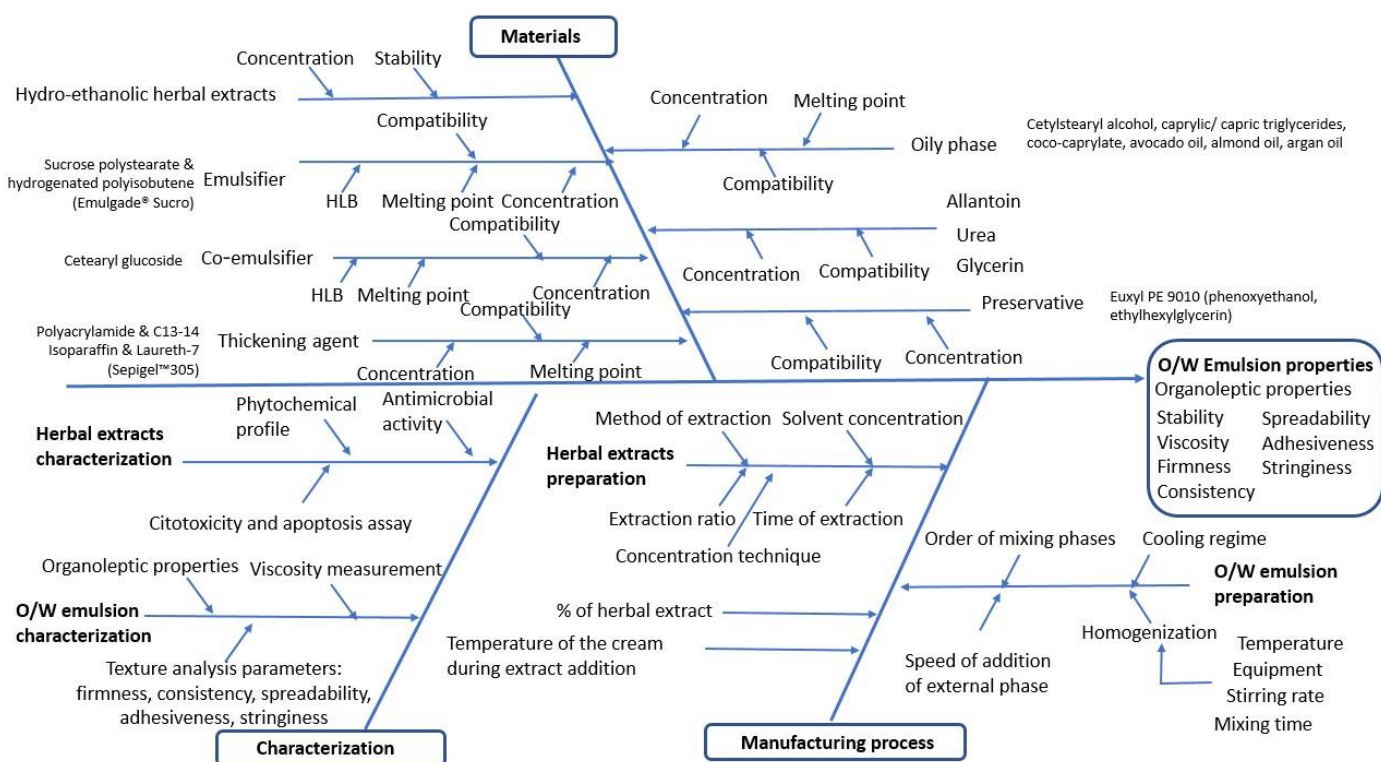 Materials
Concentration
Stability
Hydro-ethanolic herbal extracts
Compatibility
Sucrose polystearate &
hydrogenated polyisobutene
(Emulgade® Sucro)
Emulsifier
HLB
Melting point
Concentration
Compatibility
Cetearyl glucoside
Co-emulsifier
HLB
Melting point
Concentration
Compatibility
Polyacrylamide & C13-14
Isoparaffin & Laureth-7
(Sepigel™305)
Thickening agent
Concentration
Melting point
Concentration
Melting point
Oily phase
Cetylstearyl alcohol, caprylic/ capric triglycerides,
coco-caprylate, avocado oil, almond oil, argan oil
Compatibility
Allantoin
Urea
Glycerin
Concentration
Compatibility
Preservative
Euxyl PE 9010 (phenoxyethanol,
ethylhexylglycerin)
Compatibility
Concentration
O/W Emulsion properties
Organoleptic properties
Stability
Spreadability
Viscosity
Adhesiveness
Firmness
Stringiness
Consistency
Phytochemical
profile
Antimicrobial
activity
Herbal extracts
characterization
Citotoxicity and apoptosis assay
Organoleptic properties
Viscosity measurement
O/W emulsion
characterization
Texture analysis parameters:
firmness, consistency, spreadability,
adhesiveness, stringiness
Characterization
Method of extraction
Solvent concentration
Herbal extracts
preparation
Extraction ratio
Time of extraction
Concentration technique
% of herbal extract
Temperature of the cream
during extract addition
Order of mixing phases
Cooling regime
O/W emulsion
preparation
Homogenization
Speed of addition
of external phase
Temperature
Equipment
Stirring rate
Mixing time
Manufacturing process